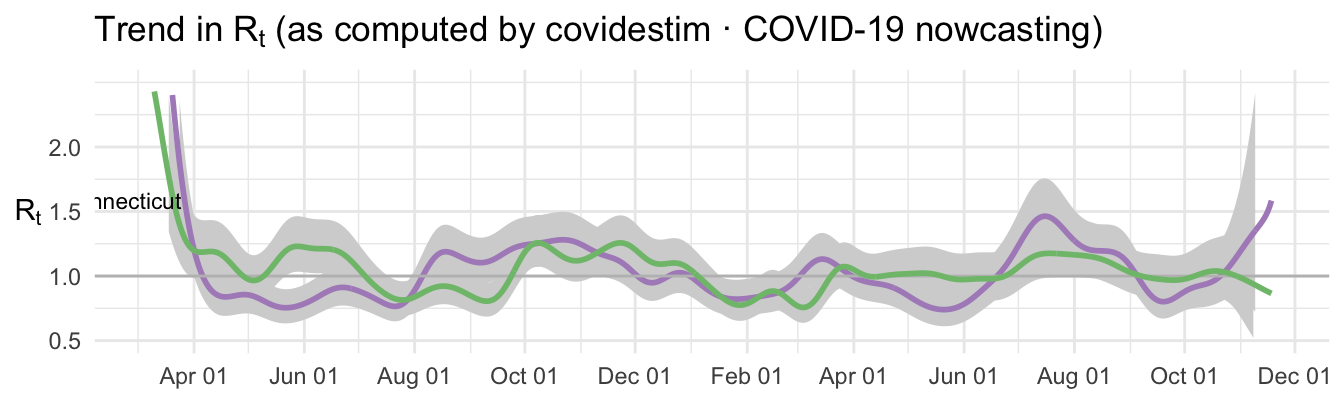 Trend in Rt (as computed by covidestim · COVID-19 nowcasting)
2.0
nnecticut
Rt 1.5
1.0
0.5
Apr 01 Jun 01 Aug 01 Oct 01 Dec 01 Feb 01 Apr 01 Jun 01 Aug 01 Oct 01 Dec 01